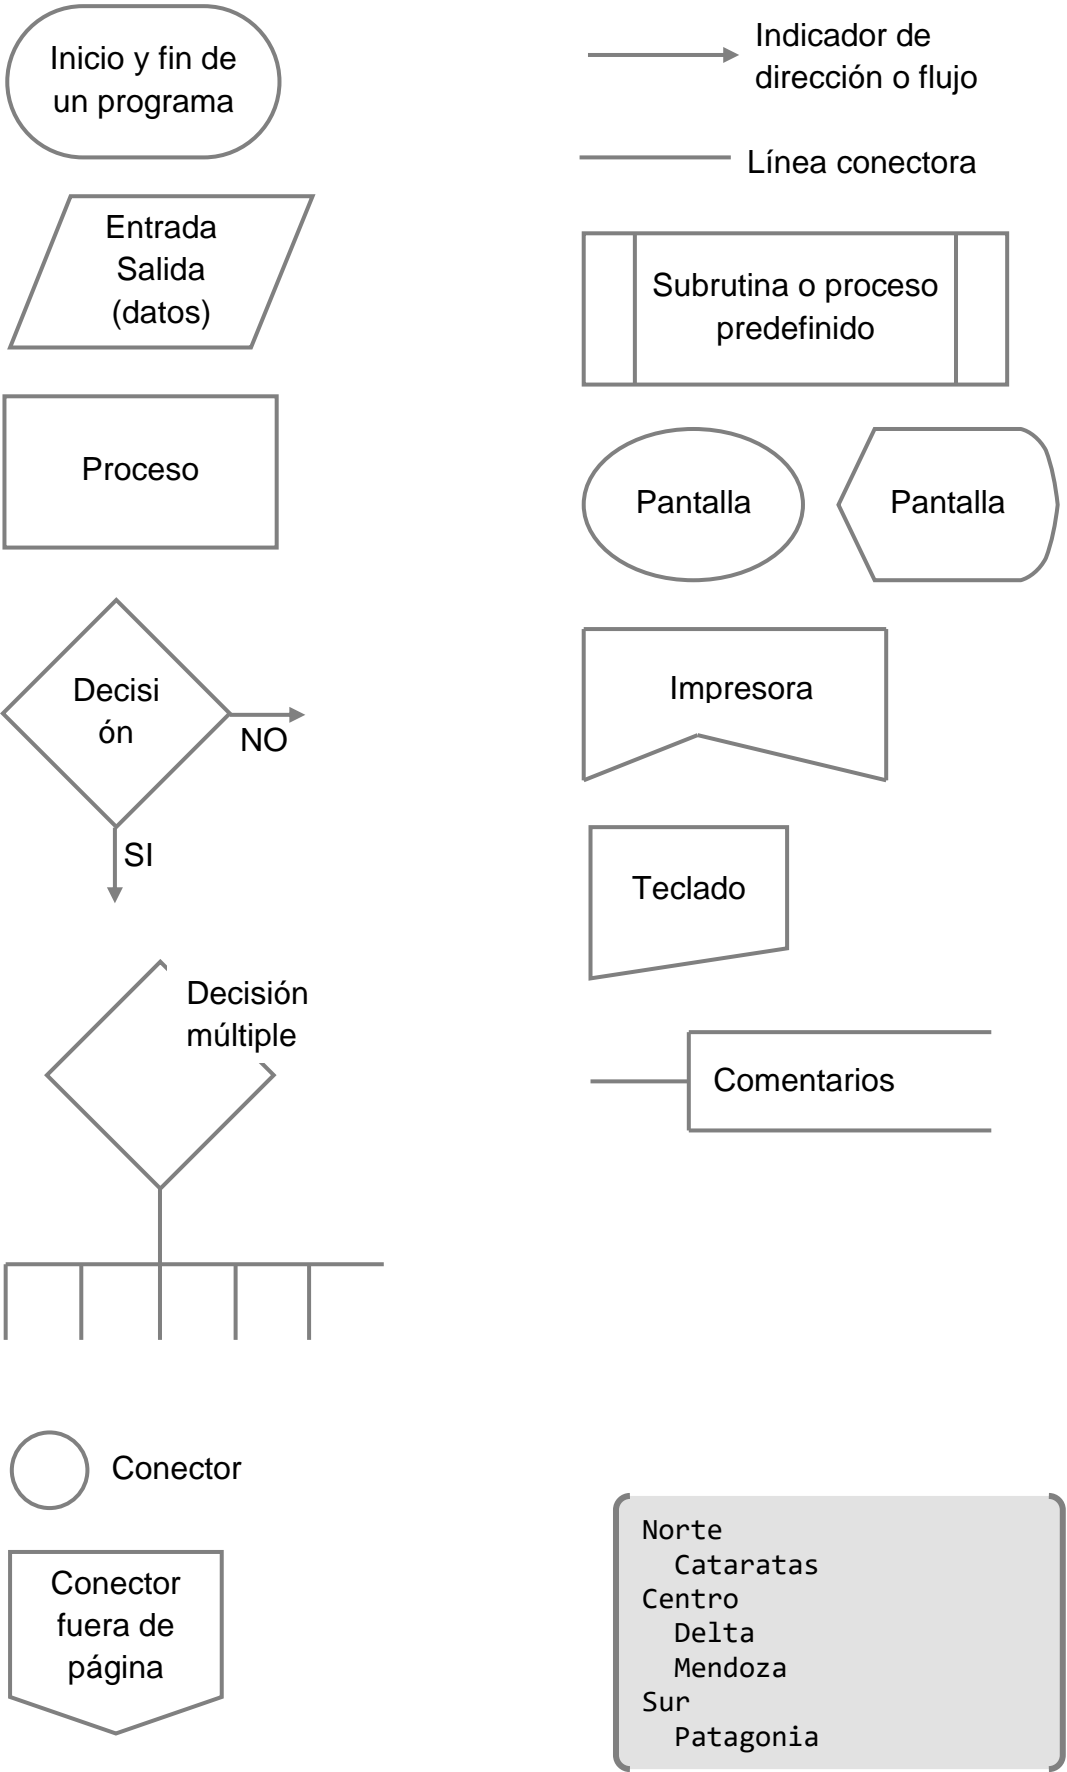 Inicio y fin de
un programa
Entrada
Salida
(datos)
Proceso
Decisi
ón
NO
SI
Decisión
múltiple
Conector
Conector
fuera de
página
Indicador de
dirección o flujo
Línea conectora
Subrutina o proceso
predefinido
Pantalla
Pantalla
Impresora
Teclado
Comentarios
Norte
  Cataratas
Centro
  Delta
  Mendoza
Sur
  Patagonia